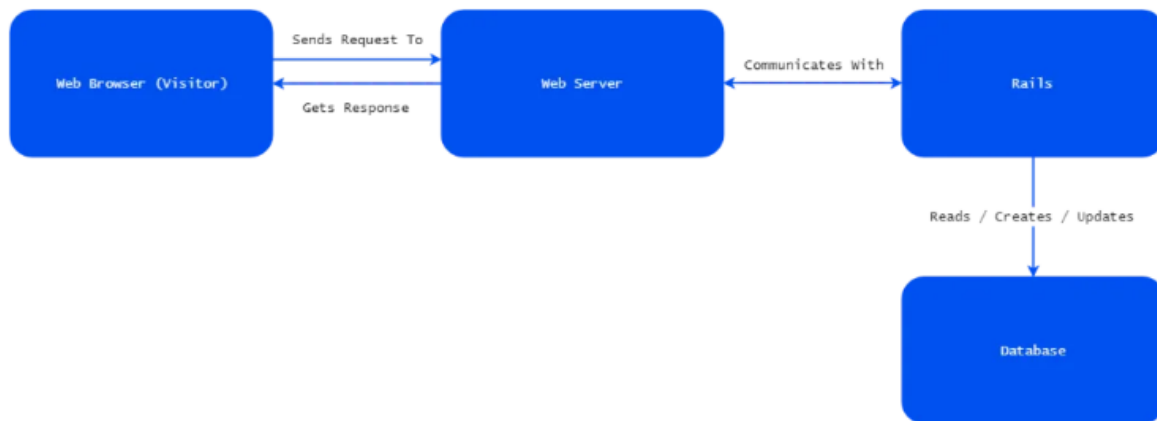 Sends Request To
Web Browser (Visitor)
Gets Response
Web Server
Communicates With
Rails
Reads / Creates / Updates
Database